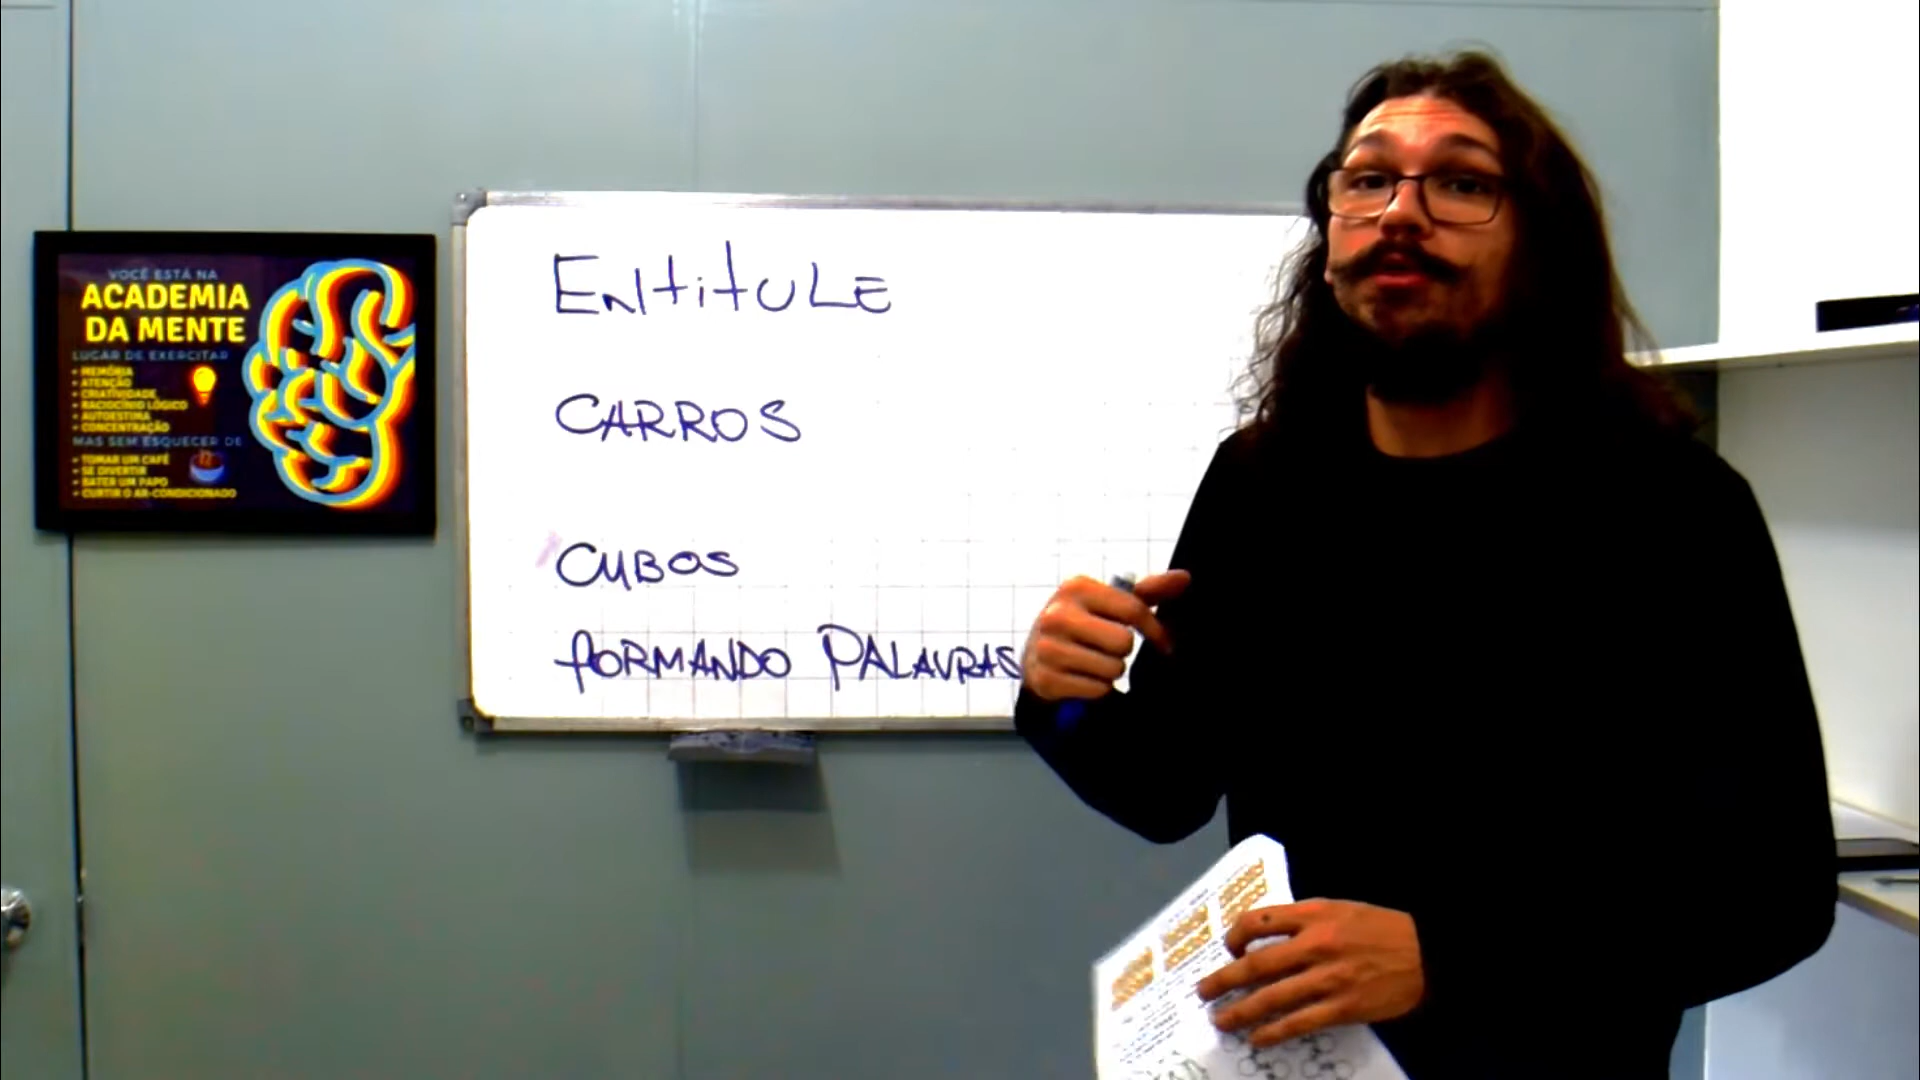 VOCÊ ESTÁ NA
ACADEMIA
DA MENTE
LUGAR DE EXERCITAR
• MEMÓRIA
• ATENÇÃO
• CRIATIVIDADE
• RACIOCÍNIO LÓGICO
• AUTOESTIMA
• CONCENTRAÇÃO
MAS SEM ESQUECER DE
• TOMAR UM CAFÉ
• SE DIVERTIR
• BATER UM PAPO
• CURTIR O AR-CONDICIONADO
ENTITULE
CARROS
CUBOS
FORMANDO PALAVRAS